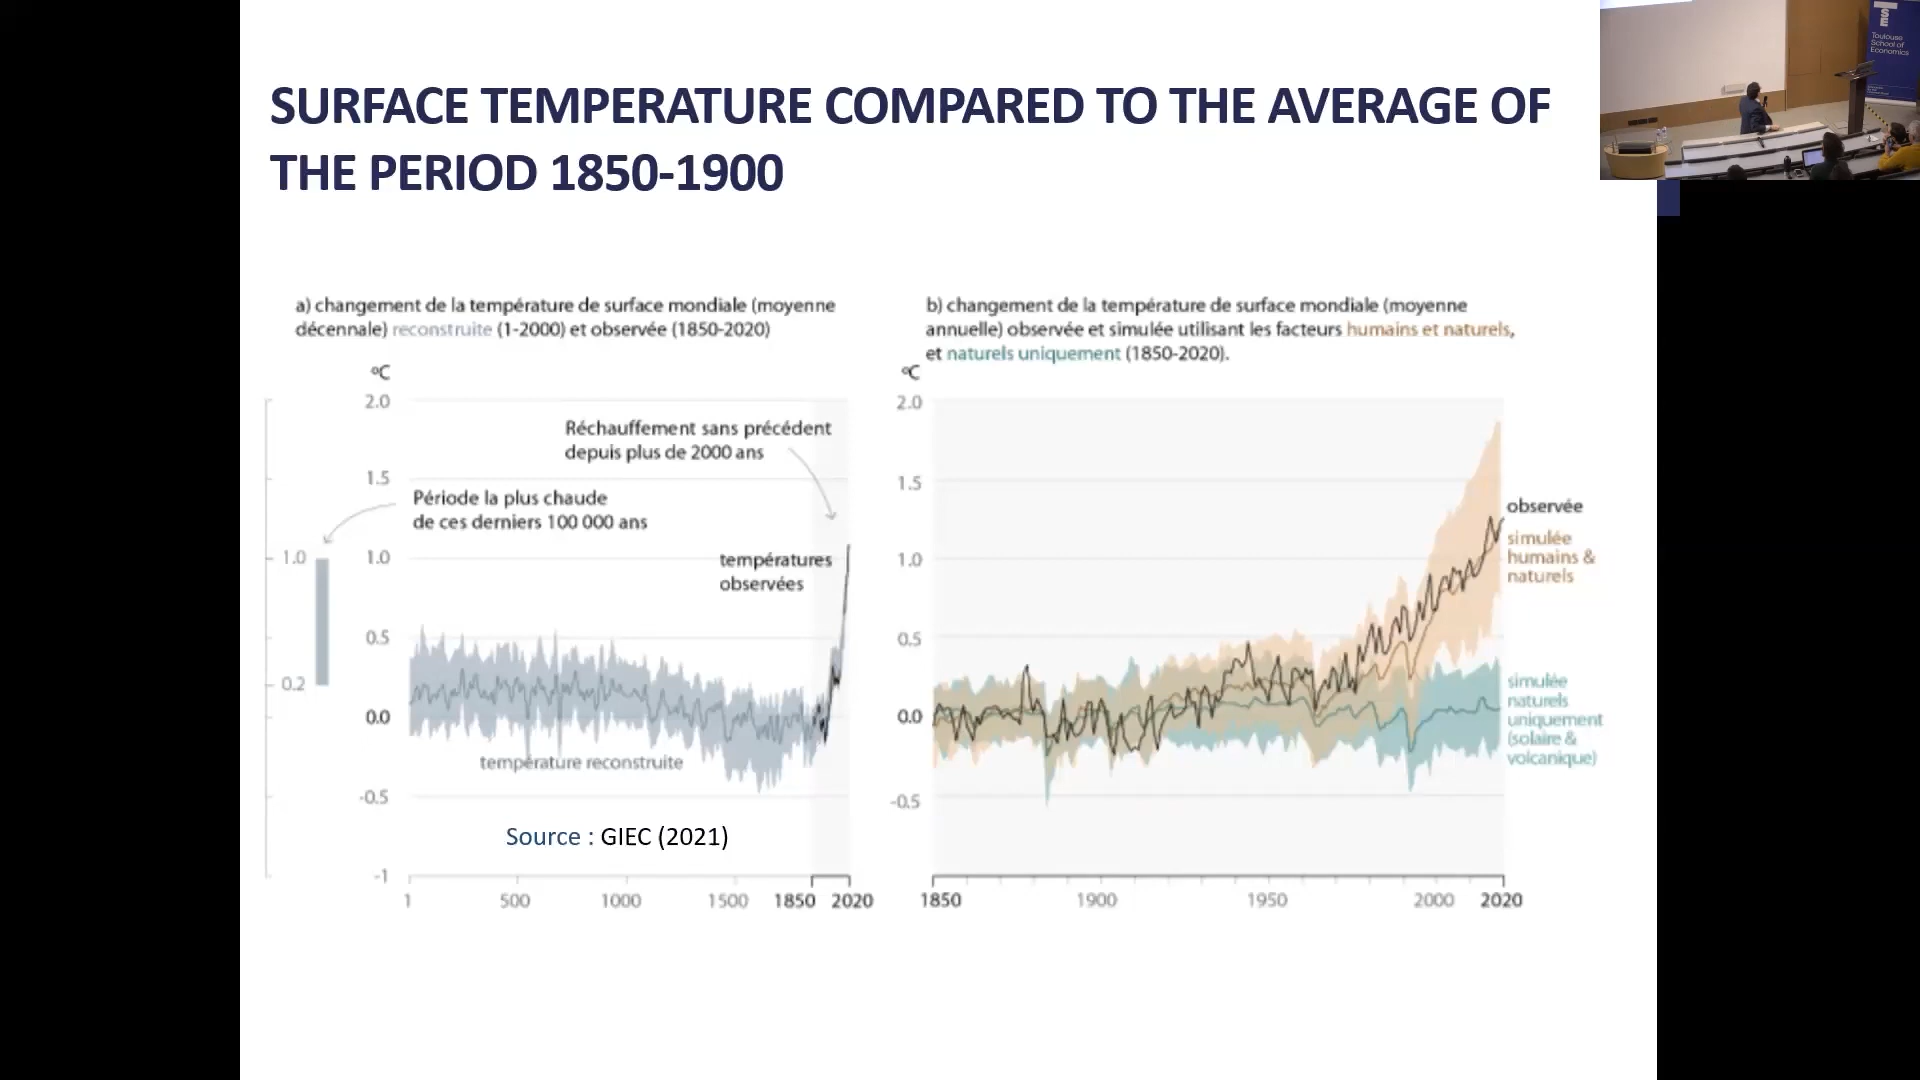 SURFACE TEMPERATURE COMPARED TO THE AVERAGE OF
THE PERIOD 1850-1900
TSE
Toulouse
School of
Economics
a) changement de la température de surface mondiale (moyenne
décennale) reconstruite (1-2000) et observée (1850-2020)
°C
2.0
1.5
1.0
0.5
0.0
-0.5
-1
1.0
0.2
Réchauffement sans précédent
depuis plus de 2000 ans
Période la plus chaude
de ces derniers 100 000 ans
températures
observées
température reconstruite
Source : GIEC (2021)
1
500
1000
1500
1850
2020
b) changement de la température de surface mondiale (moyenne
annuelle) observée et simulée utilisant les facteurs humains et naturels,
et naturels uniquement (1850-2020).
°C
2.0
1.5
1.0
0.5
0.0
-0.5
observée
simulée
humains &
naturels
simulée
naturels
uniquement
(solaire &
volcanique)
1850
1900
1950
2000
2020